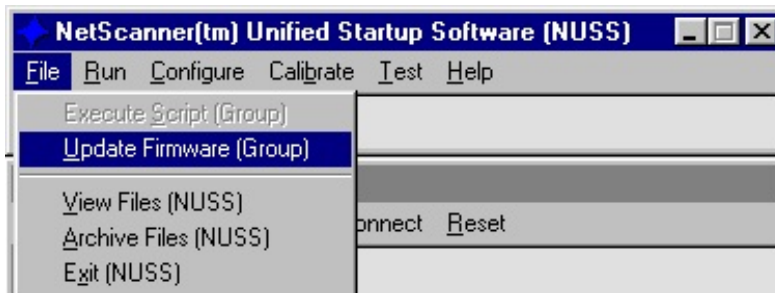 NetScanner(tm) Unified Startup Software (NUSS)
File Run Configure Calibrate Test Help
Execute Script (Group)
Update Firmware (Group)
View Files (NUSS)
Archive Files (NUSS)
Exit (NUSS)
Reset